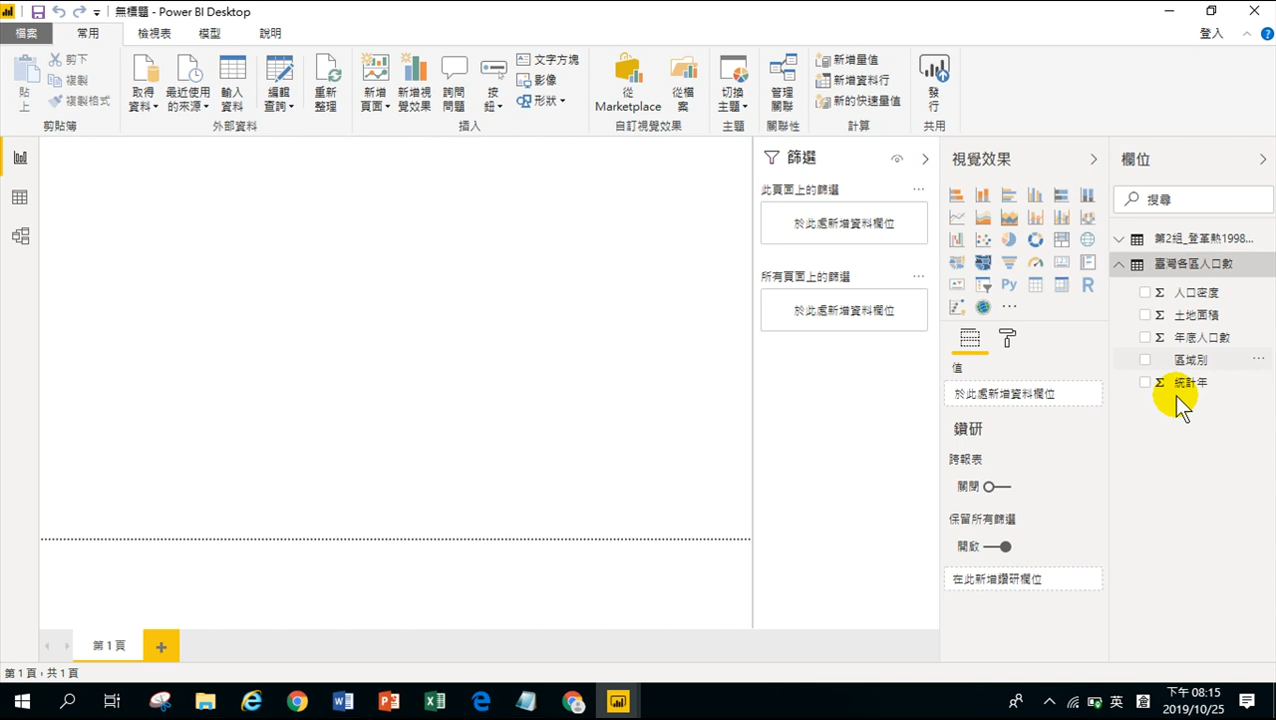 無標題 - Power BI Desktop
檔案 常用 檢視表 模型 說明 登入
貼上
剪下
複製
複製格式
剪貼簿
取得資料
最近使用的來源
輸入資料
編輯查詢
重新整理
外部資料
新增頁面
新增視覺效果
詢問問題
按鈕
文字方塊
影像
形狀
插入
從 Marketplace
從檔案
自訂視覺效果
切換主題
主題
管理關聯
關聯性
新增量值
新增資料行
新的快速量值
計算
發行
共用
篩選
此頁面上的篩選
於此處新增資料欄位
所有頁面上的篩選
於此處新增資料欄位
視覺效果
Py
R
值
於此處新增資料欄位
鑽研
跨報表
關閉
保留所有篩選
開啟
在此新增鑽研欄位
欄位
搜尋
第2組_登革熱1998...
臺灣各區人口數
Σ 人口密度
Σ 土地面積
Σ 年底人口數
區域別
Σ 統計年
第 1 頁
第 1 頁，共 1 頁
英
下午 08:15
2019/10/25